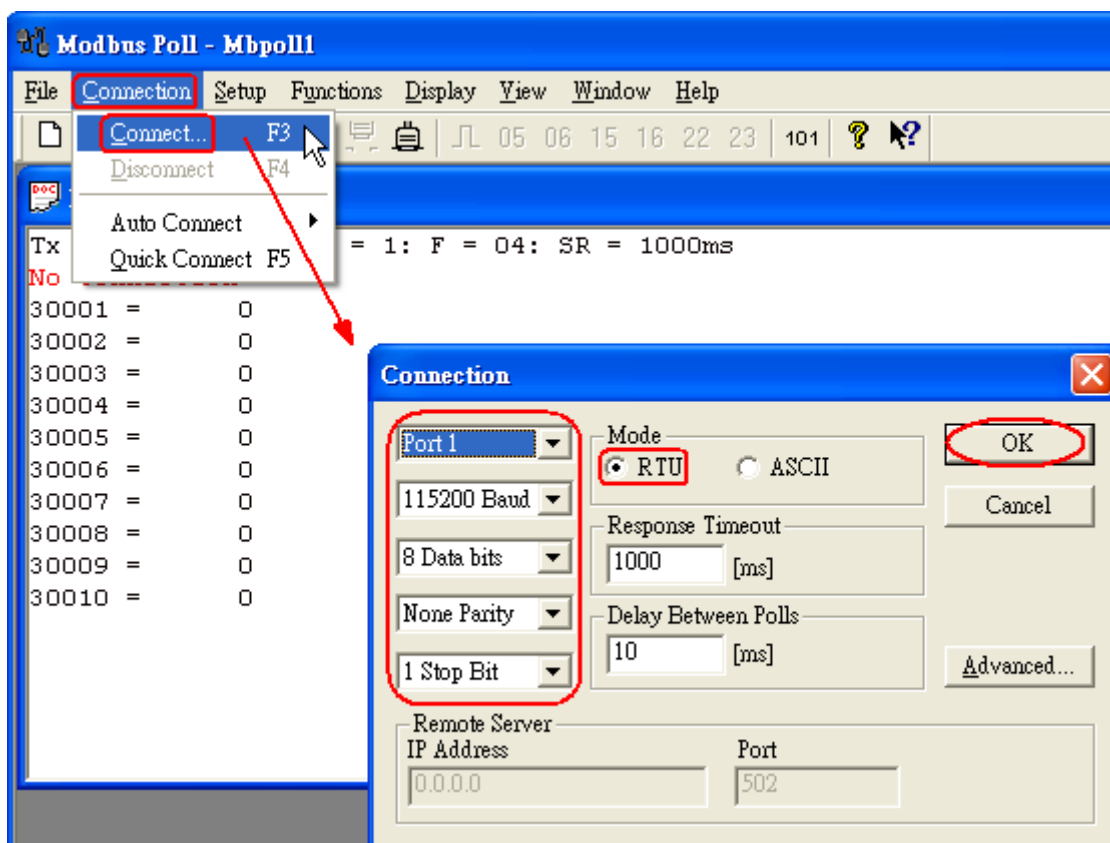 Modbus Poll - Mbpoll1
File Connection Setup Functions Display View Window Help
05 06 15 16 22 23 101
Connect... F3
Disconnect F4
Auto Connect
Quick Connect F5
DOC
Tx = 1: F = 04: SR = 1000ms
No
30001 = 0
30002 = 0
30003 = 0
30004 = 0
30005 = 0
30006 = 0
30007 = 0
30008 = 0
30009 = 0
30010 = 0
Connection
Port 1
115200 Baud
8 Data bits
None Parity
1 Stop Bit
Mode
RTU ASCII
Response Timeout
1000 [ms]
Delay Between Polls
10 [ms]
OK
Cancel
Advanced...
Remote Server
IP Address Port
0.0.0.0 502